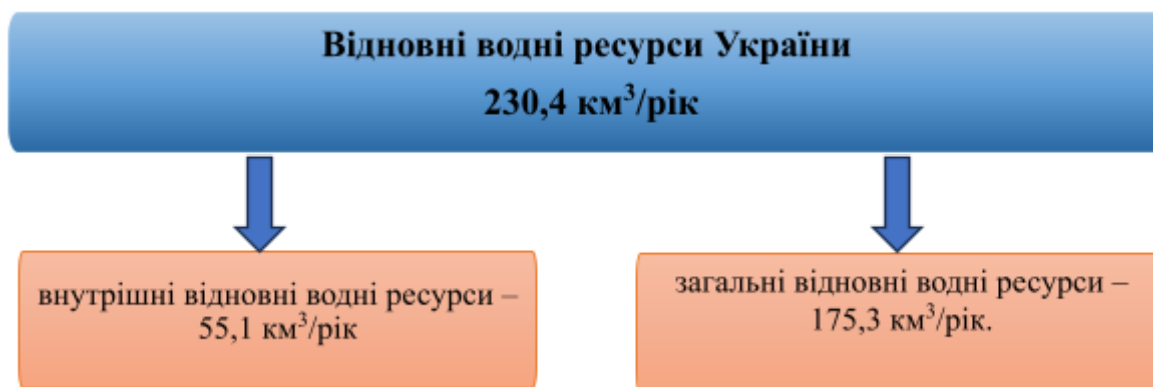 Відновні водні ресурси України
230,4 км³/рік
внутрішні відновні водні ресурси –
55,1 км³/рік
загальні відновні водні ресурси –
175,3 км³/рік.